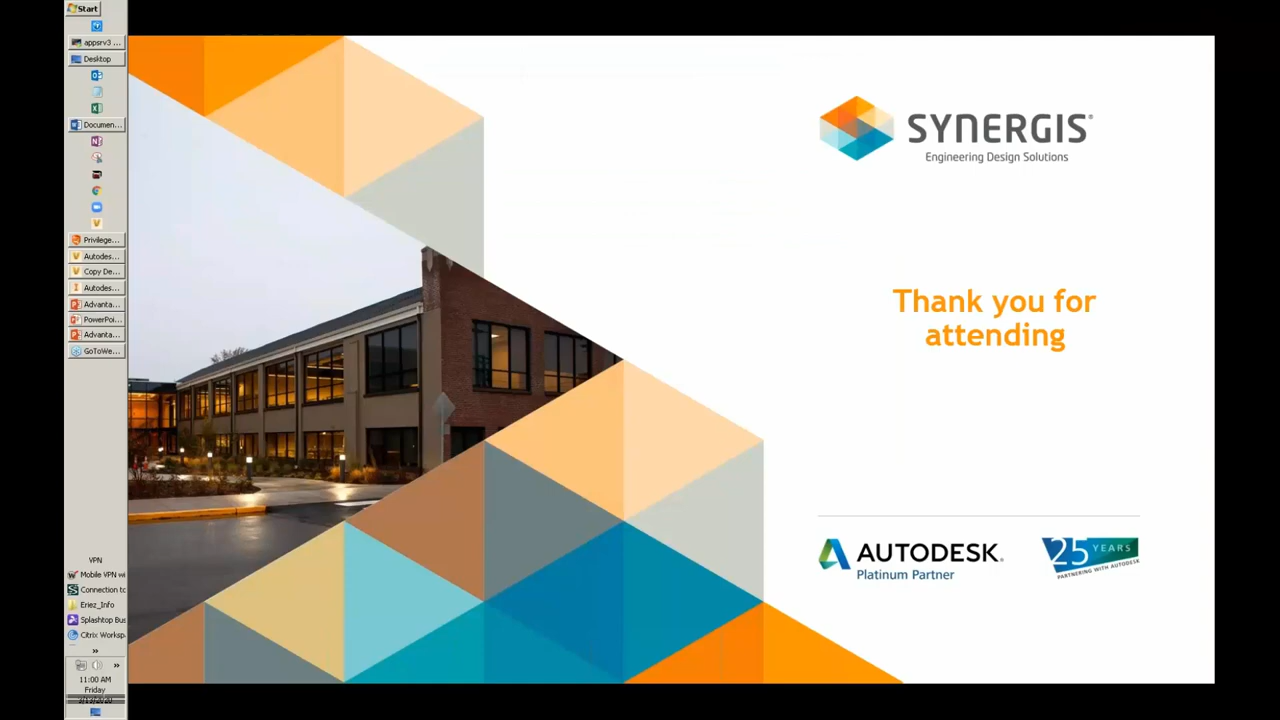 Start
appsrv3 ...
Desktop
Documen...
Privilege...
Autodes...
Copy De...
Autodes...
Advanta...
PowerPoi...
Advanta...
GoToWe...
VPN
Mobile VPN wi
Connection to
Eriez_Info
Splashtop Bus
Citrix Worksp
11:00 AM
Friday
SYNERGIS®
Engineering Design Solutions
Thank you for
attending
AUTODESK®
Platinum Partner
25 YEARS
PARTNERING WITH AUTODESK